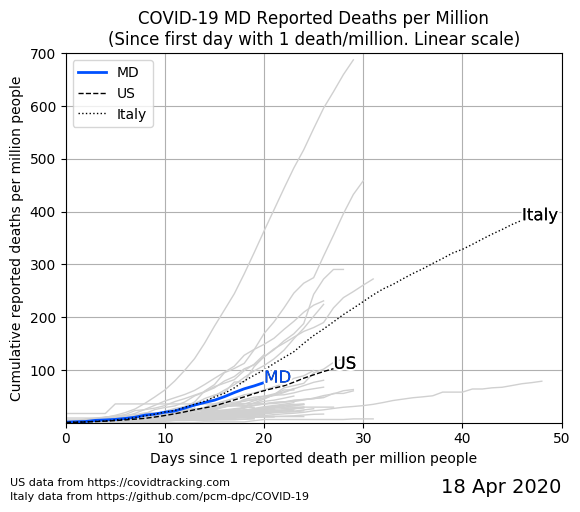 COVID-19 MD Reported Deaths per Million
(Since first day with 1 death/million. Linear scale)
700
600
500
400
300
200
100
MD
US
Italy
Italy
US
MD
Cumulative reported deaths per million people
0
10
20
30
40
50
Days since 1 reported death per million people
US data from https://covidtracking.com
Italy data from https://github.com/pcm-dpc/COVID-19
18 Apr 2020